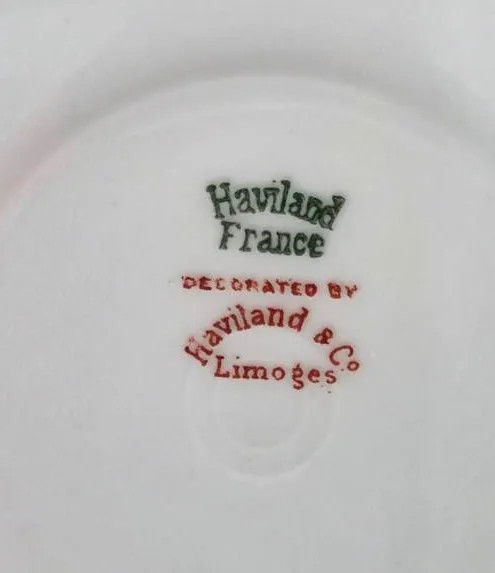 Haviland
France
DECORATED BY
Haviland & Co
Limoges